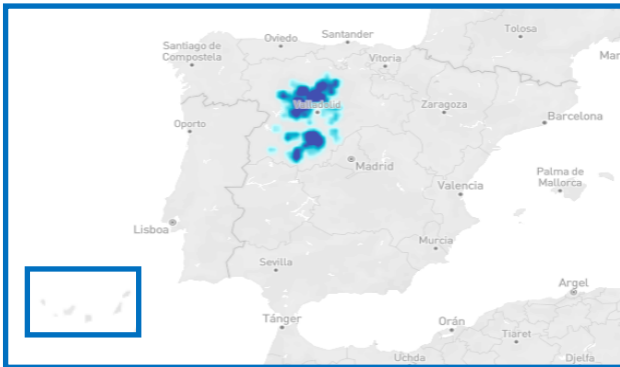 Tolosa
Oviedo
Santander
Santiago de
Compostela
Vitoria
Mar
Valladolid
Zaragoza
Barcelona
Oporto
Madrid
Palma de
Mallorca
Valencia
Lisboa
Murcia
Sevilla
Argel
Tánger
Orán
Tiaret
Uchda
Djelfa